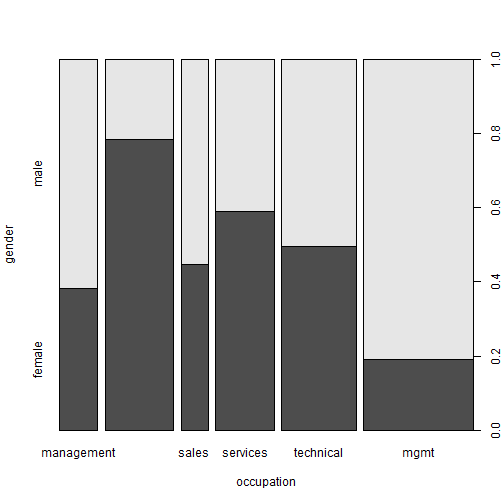 male
female
gender
1.0
0.8
0.6
0.4
0.2
0.0
management sales services technical mgmt
occupation